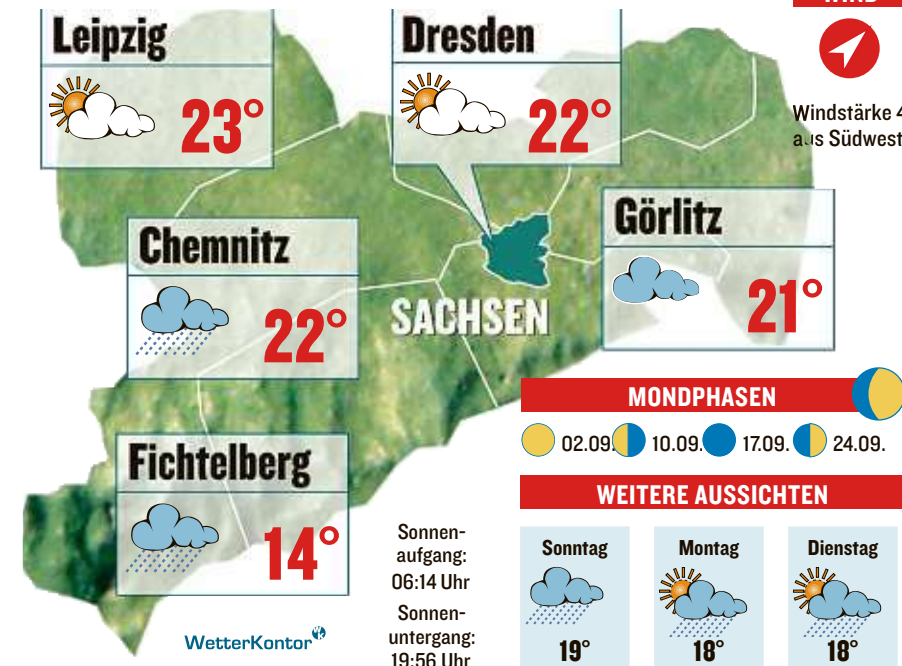 Leipzig
23°
Dresden
22°
WIND
Windstärke 4
aus Südwest
Chemnitz
22°
Görlitz
21°
SACHSEN
Fichtelberg
14°
MONDPHASEN
02.09. 10.09. 17.09. 24.09.
WEITERE AUSSICHTEN
Sonntag Montag Dienstag
19° 18° 18°
Sonnen-
aufgang:
06:14 Uhr
Sonnen-
untergang:
19:56 Uhr
WetterKontor